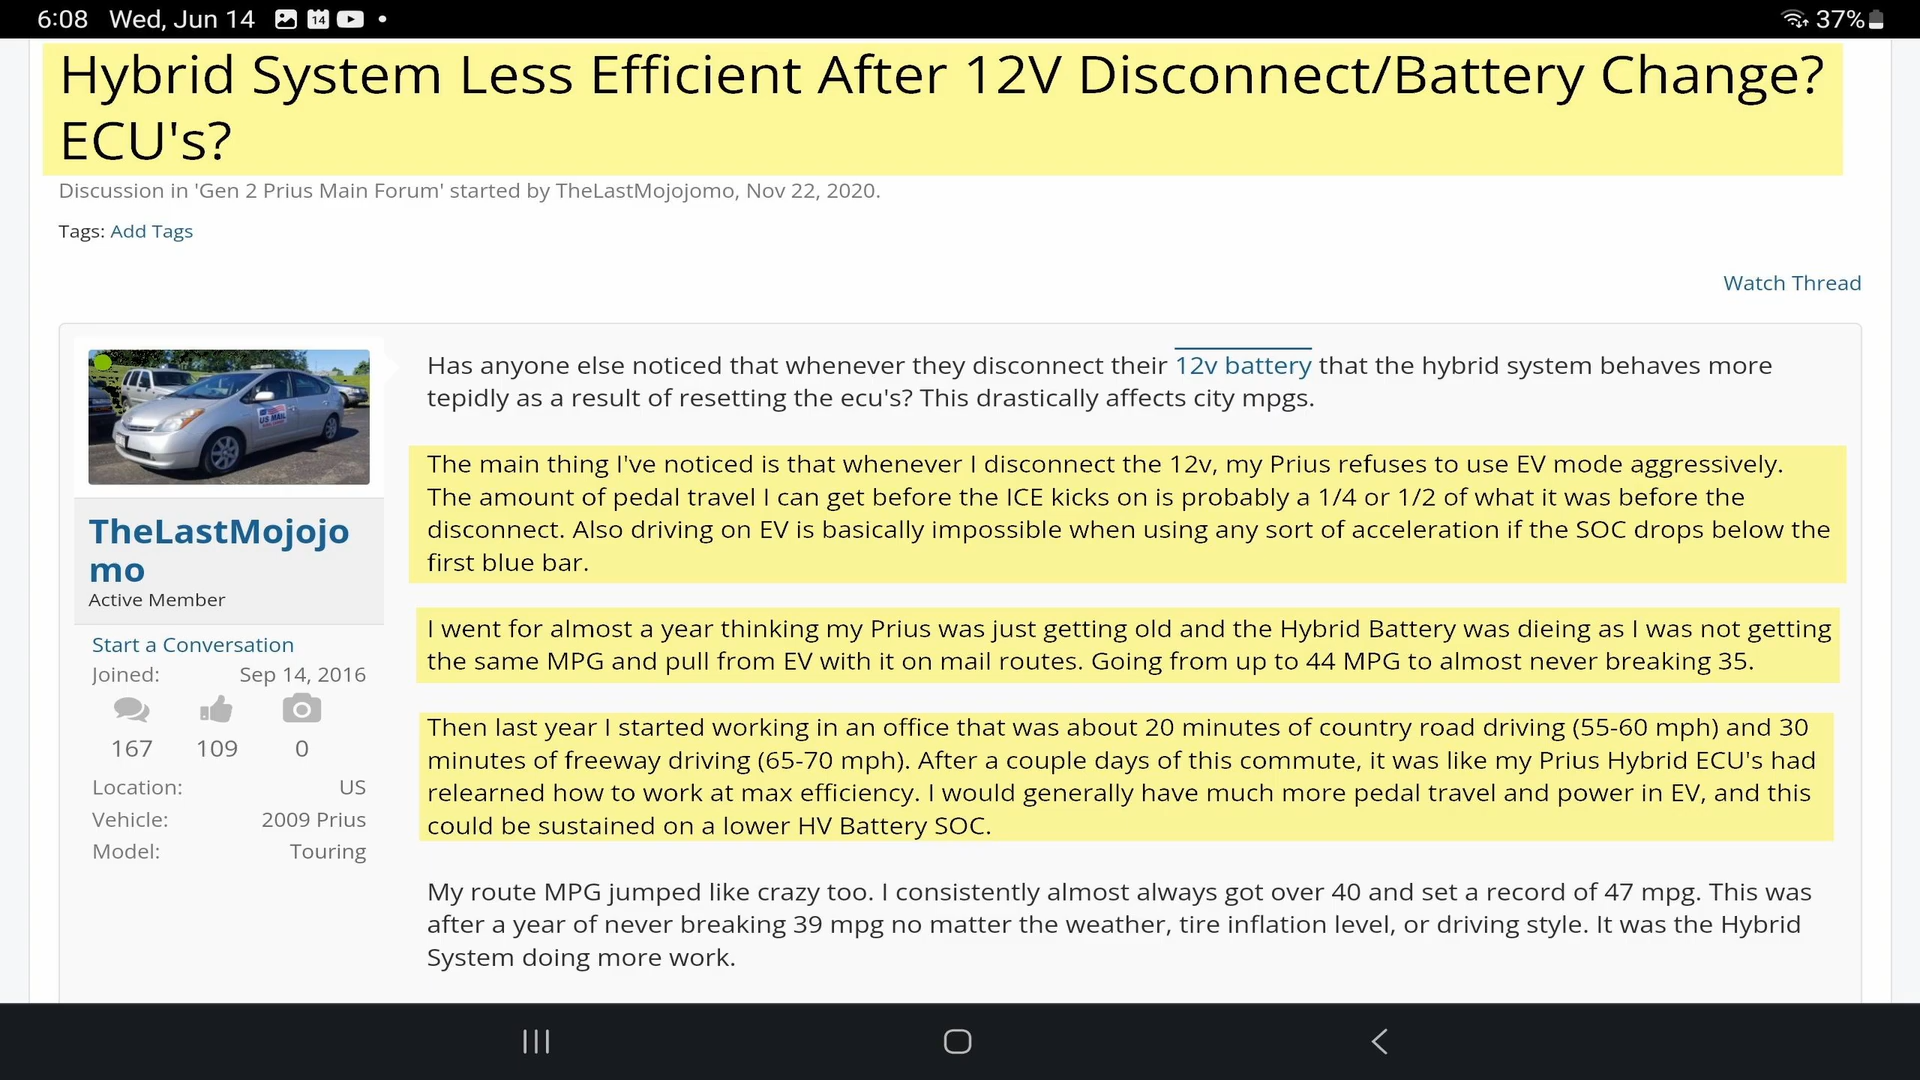 6:08 Wed, Jun 14 14 37%
Hybrid System Less Efficient After 12V Disconnect/Battery Change?
ECU's?
Discussion in 'Gen 2 Prius Main Forum' started by TheLastMojojomo, Nov 22, 2020.
Tags: Add Tags
Watch Thread
US MAIL
TheLastMojojo
mo
Active Member
Start a Conversation
Joined: Sep 14, 2016
167 109 0
Location: US
Vehicle: 2009 Prius
Model: Touring
Has anyone else noticed that whenever they disconnect their 12v battery that the hybrid system behaves more
tepidly as a result of resetting the ecu's? This drastically affects city mpgs.
The main thing I've noticed is that whenever I disconnect the 12v, my Prius refuses to use EV mode aggressively.
The amount of pedal travel I can get before the ICE kicks on is probably a 1/4 or 1/2 of what it was before the
disconnect. Also driving on EV is basically impossible when using any sort of acceleration if the SOC drops below the
first blue bar.
I went for almost a year thinking my Prius was just getting old and the Hybrid Battery was dieing as I was not getting
the same MPG and pull from EV with it on mail routes. Going from up to 44 MPG to almost never breaking 35.
Then last year I started working in an office that was about 20 minutes of country road driving (55-60 mph) and 30
minutes of freeway driving (65-70 mph). After a couple days of this commute, it was like my Prius Hybrid ECU's had
relearned how to work at max efficiency. I would generally have much more pedal travel and power in EV, and this
could be sustained on a lower HV Battery SOC.
My route MPG jumped like crazy too. I consistently almost always got over 40 and set a record of 47 mpg. This was
after a year of never breaking 39 mpg no matter the weather, tire inflation level, or driving style. It was the Hybrid
System doing more work.